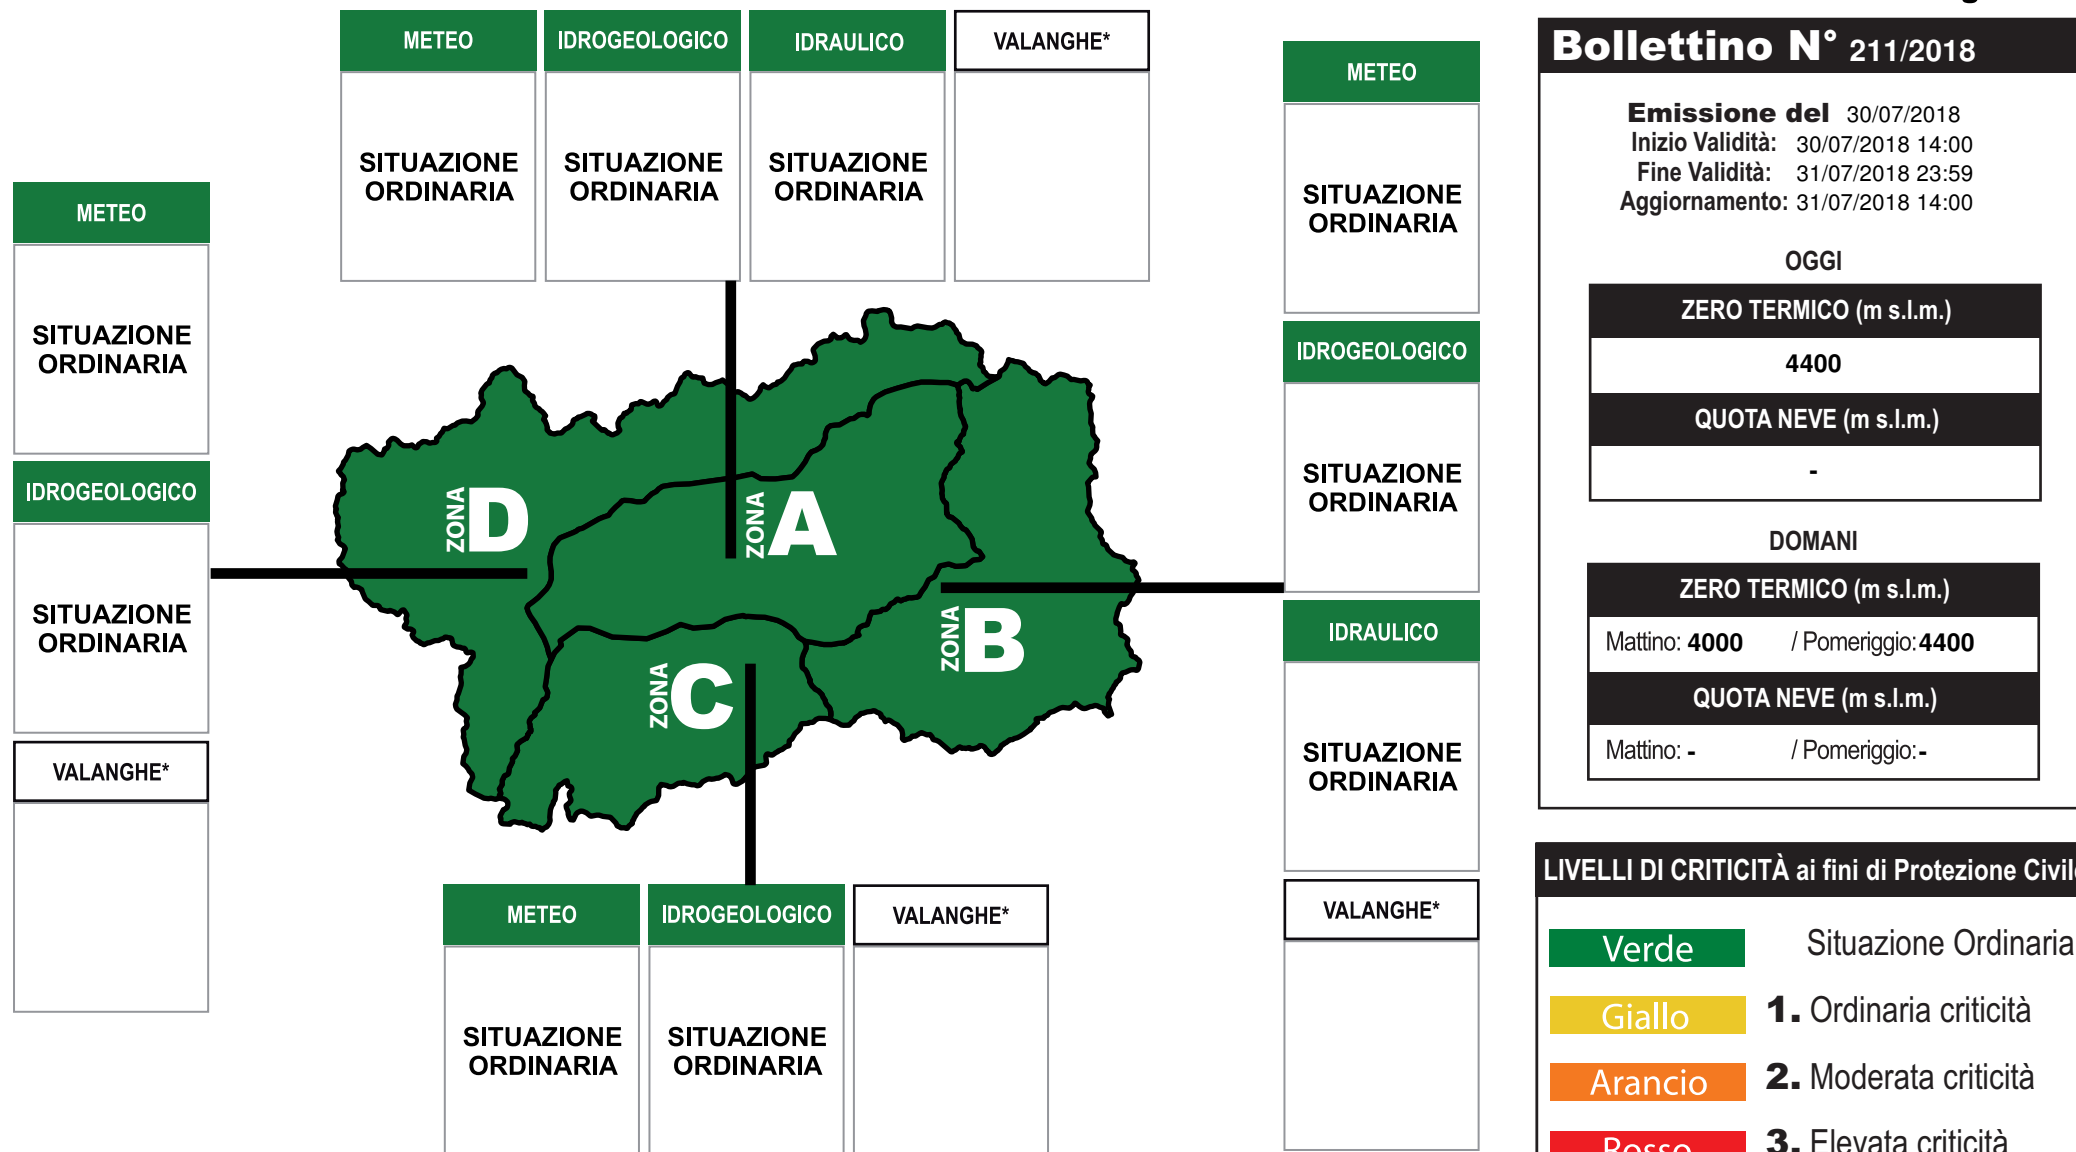 METEO
IDROGEOLOGICO
IDRAULICO
VALANGHE*
SITUAZIONE
ORDINARIA
SITUAZIONE
ORDINARIA
SITUAZIONE
ORDINARIA
METEO
SITUAZIONE
ORDINARIA
IDROGEOLOGICO
SITUAZIONE
ORDINARIA
VALANGHE*
ZONA D
ZONA A
ZONA B
ZONA C
METEO
SITUAZIONE
ORDINARIA
IDROGEOLOGICO
SITUAZIONE
ORDINARIA
IDRAULICO
SITUAZIONE
ORDINARIA
VALANGHE*
METEO
IDROGEOLOGICO
VALANGHE*
SITUAZIONE
ORDINARIA
SITUAZIONE
ORDINARIA
Bollettino N° 211/2018
Emissione del 30/07/2018
Inizio Validità: 30/07/2018 14:00
Fine Validità: 31/07/2018 23:59
Aggiornamento: 31/07/2018 14:00
OGGI
ZERO TERMICO (m s.l.m.)
4400
QUOTA NEVE (m s.l.m.)
-
DOMANI
ZERO TERMICO (m s.l.m.)
Mattino: 4000 / Pomeriggio: 4400
QUOTA NEVE (m s.l.m.)
Mattino: - / Pomeriggio: -
LIVELLI DI CRITICITÀ ai fini di Protezione Civile
Verde Situazione Ordinaria
Giallo 1. Ordinaria criticità
Arancio 2. Moderata criticità
Rosso 3. Elevata criticità